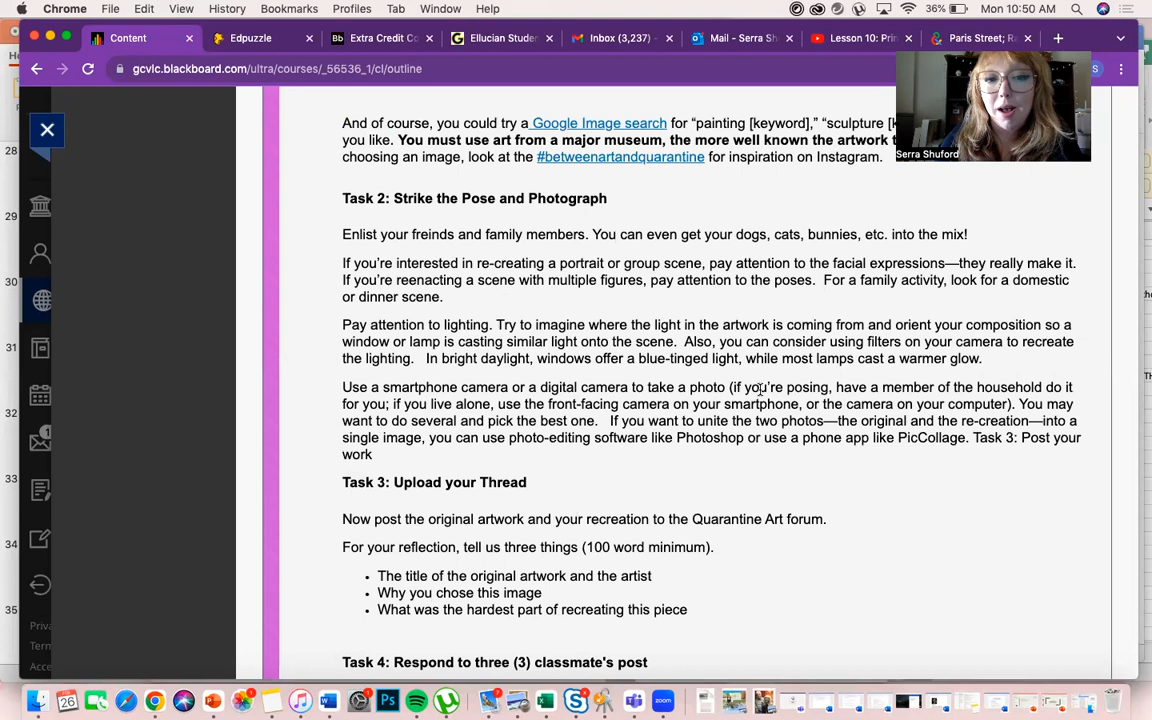 Chrome File Edit View History Bookmarks Profiles Tab Window Help 36% Mon 10:50 AM
Content Edpuzzle Bb Extra Credit Co Ellucian Studen Inbox (3,237) - Mail - Serra Sh Lesson 10: Prin Paris Street; Ra
gcvlc.blackboard.com/ultra/courses/_56536_1/cl/outline
S
And of course, you could try a Google Image search for “painting [keyword],” “sculpture [k
you like. You must use art from a major museum, the more well known the artwork
choosing an image, look at the #betweenartandquarantine for inspiration on Instagram.
Serra Shuford
Task 2: Strike the Pose and Photograph
Enlist your freinds and family members. You can even get your dogs, cats, bunnies, etc. into the mix!
If you’re interested in re-creating a portrait or group scene, pay attention to the facial expressions—they really make it.
If you’re reenacting a scene with multiple figures, pay attention to the poses. For a family activity, look for a domestic
or dinner scene.
Pay attention to lighting. Try to imagine where the light in the artwork is coming from and orient your composition so a
window or lamp is casting similar light onto the scene. Also, you can consider using filters on your camera to recreate
the lighting. In bright daylight, windows offer a blue-tinged light, while most lamps cast a warmer glow.
Use a smartphone camera or a digital camera to take a photo (if you’re posing, have a member of the household do it
for you; if you live alone, use the front-facing camera on your smartphone, or the camera on your computer). You may
want to do several and pick the best one. If you want to unite the two photos—the original and the re-creation—into a
single image, you can use photo-editing software like Photoshop or use a phone app like PicCollage. Task 3: Post your
work
Task 3: Upload your Thread
Now post the original artwork and your recreation to the Quarantine Art forum.
For your reflection, tell us three things (100 word minimum).
• The title of the original artwork and the artist
• Why you chose this image
• What was the hardest part of recreating this piece
Task 4: Respond to three (3) classmate's post
28
29
30
31
32
33
34
35
Priva
Term
Acce